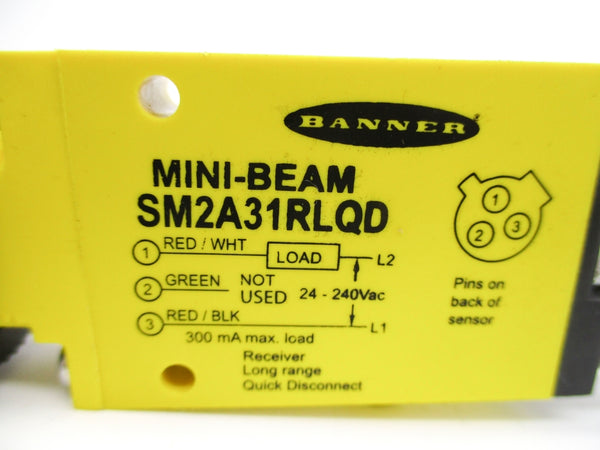 BANNER
MINI-BEAM
SM2A31RLQD
1 RED / WHT LOAD L2
2 GREEN NOT USED 24 - 240Vac
3 RED / BLK L1
300 mA max. load
Receiver
Long range
Quick Disconnect
1
2 3
Pins on
back of
sensor